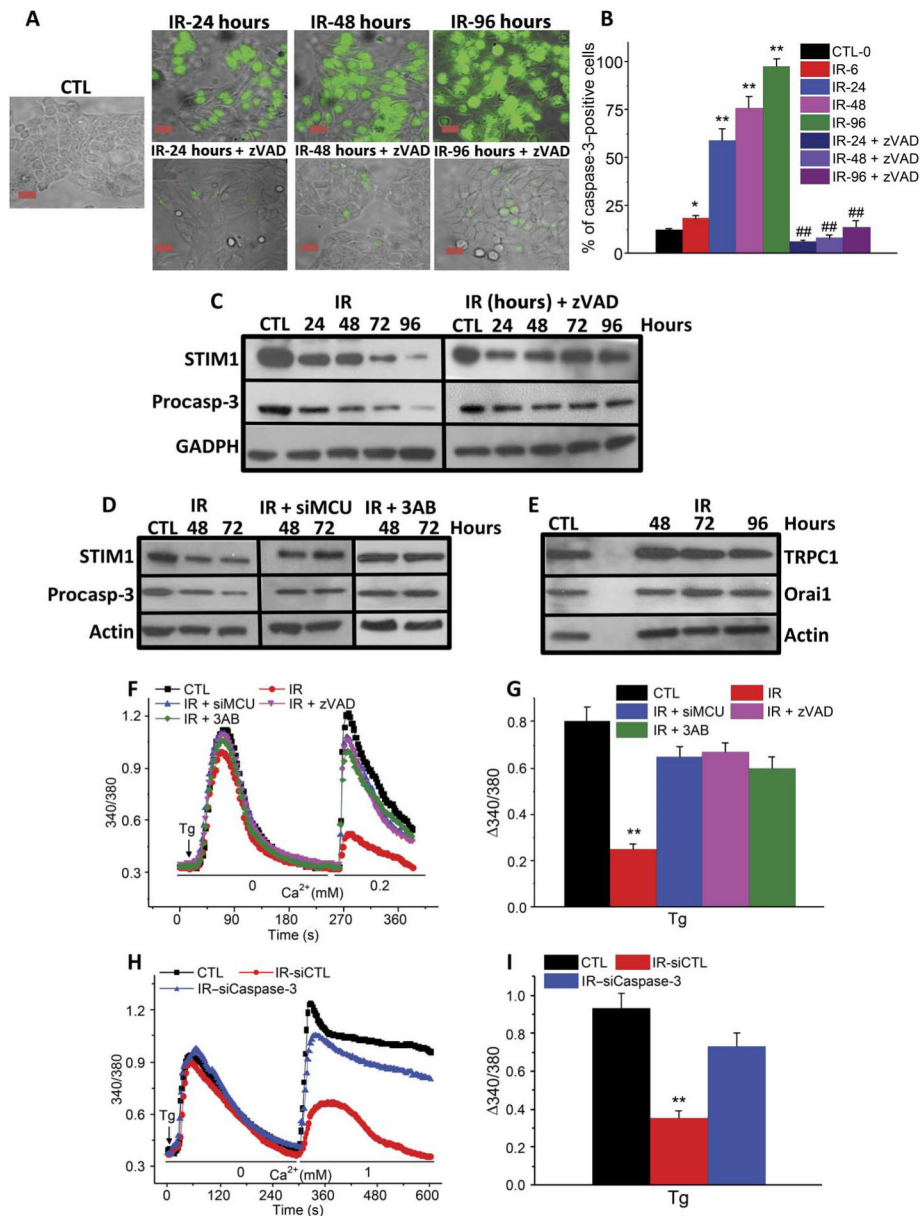 A
CTL
IR-24 hours
IR-48 hours
IR-96 hours
IR-24 hours + zVAD
IR-48 hours + zVAD
IR-96 hours + zVAD
B
% of caspase-3–positive cells
100
75
50
25
0
*
**
**
**
##
##
##
CTL-0
IR-6
IR-24
IR-48
IR-96
IR-24 + zVAD
IR-48 + zVAD
IR-96 + zVAD
C
IR
IR (hours) + zVAD
CTL 24 48 72 96 CTL 24 48 72 96 Hours
STIM1
Procasp-3
GADPH
D
IR IR + siMCU IR + 3AB
CTL 48 72 48 72 48 72 Hours
STIM1
Procasp-3
Actin
E
IR
CTL 48 72 96 Hours
TRPC1
Orai1
Actin
F
CTL IR
IR + siMCU IR + zVAD
IR + 3AB
340/380
1.2
0.9
0.6
0.3
Tg
0 0.2
Ca²⁺(mM)
0 90 180 270 360
Time (s)
G
CTL IR
IR + siMCU IR + zVAD
IR + 3AB
Δ340/380
0.8
0.6
0.4
0.2
0.0
**
Tg
H
CTL IR-siCTL
IR–siCaspase-3
340/380
1.2
0.9
0.6
0.3
Tg
0 1
Ca²⁺(mM)
0 120 240 360 480 600
Time (s)
I
CTL IR-siCTL
IR–siCaspase-3
Δ340/380
1.0
0.8
0.6
0.4
0.2
0.0
**
Tg